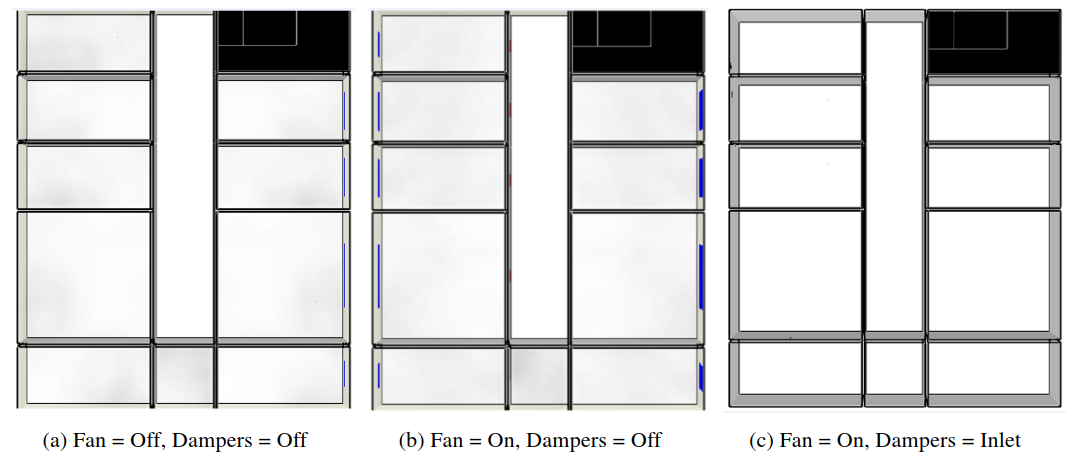 (a) Fan = Off, Dampers = Off
(b) Fan = On, Dampers = Off
(c) Fan = On, Dampers = Inlet